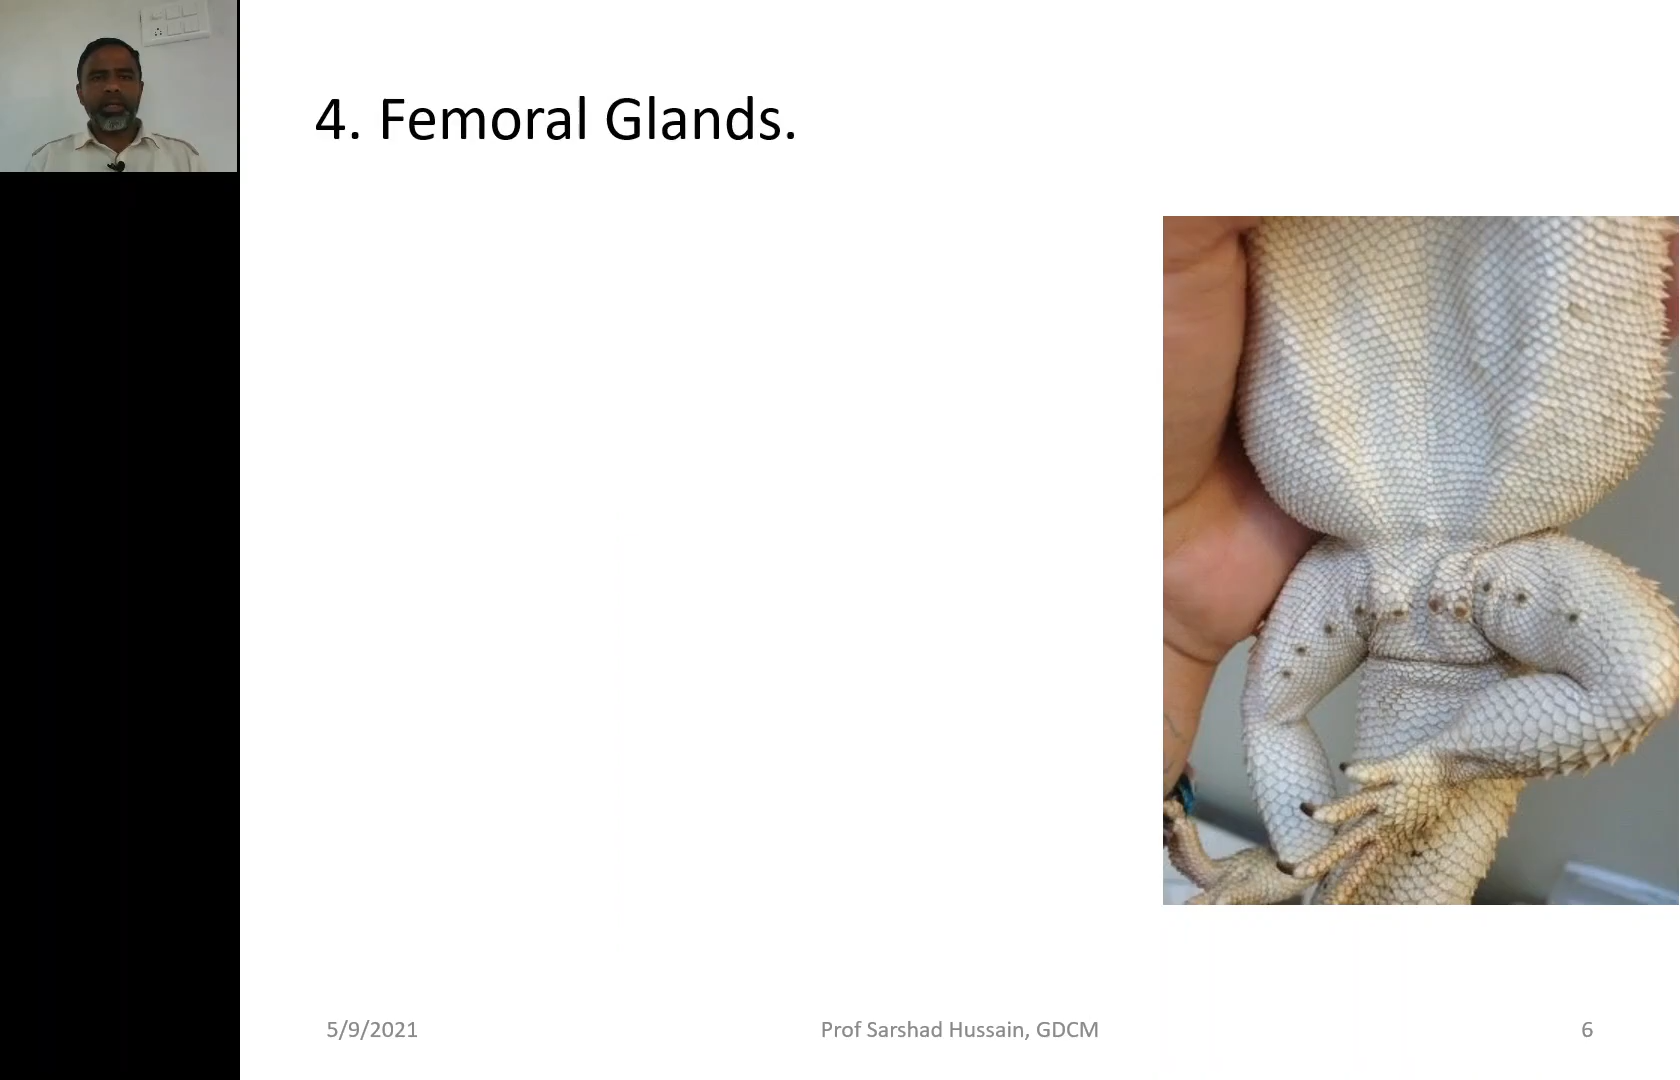 4. Femoral Glands.
5/9/2021
Prof Sarshad Hussain, GDCM
6